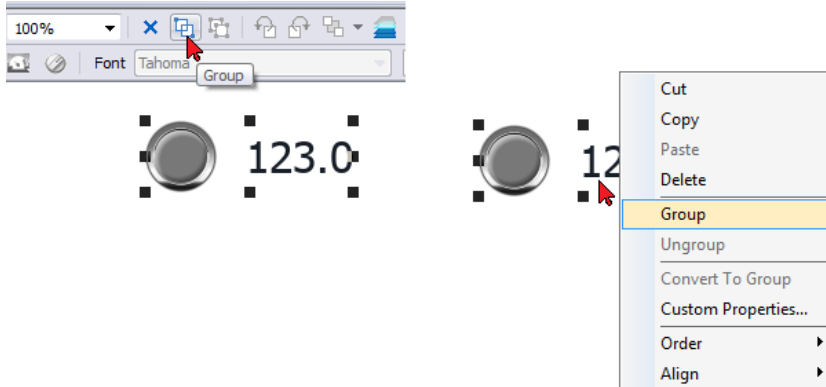 100%
Font Tahoma
Group
123.0
12
Cut
Copy
Paste
Delete
Group
Ungroup
Convert To Group
Custom Properties...
Order
Align